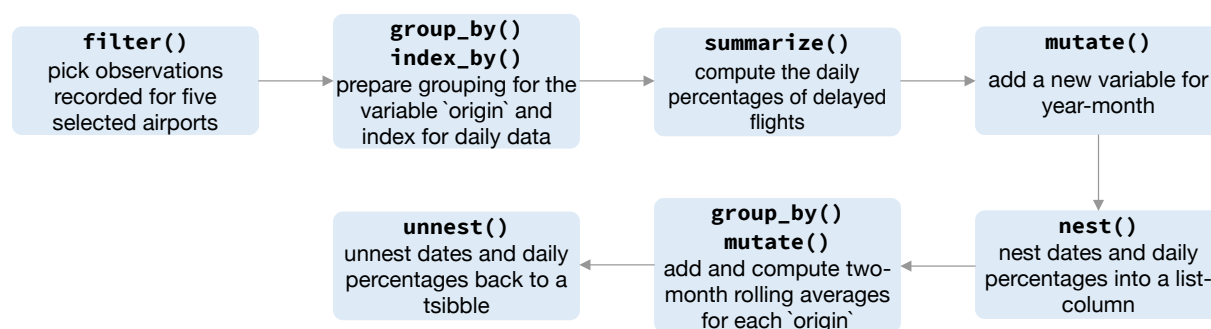 filter()
pick observations
recorded for five
selected airports
group_by()
index_by()
prepare grouping for the
variable `origin` and
index for daily data
summarize()
compute the daily
percentages of delayed
flights
mutate()
add a new variable for
year-month
nest()
nest dates and daily
percentages into a list-
column
group_by()
mutate()
add and compute two-
month rolling averages
for each `origin`
unnest()
unnest dates and daily
percentages back to a
tsibble